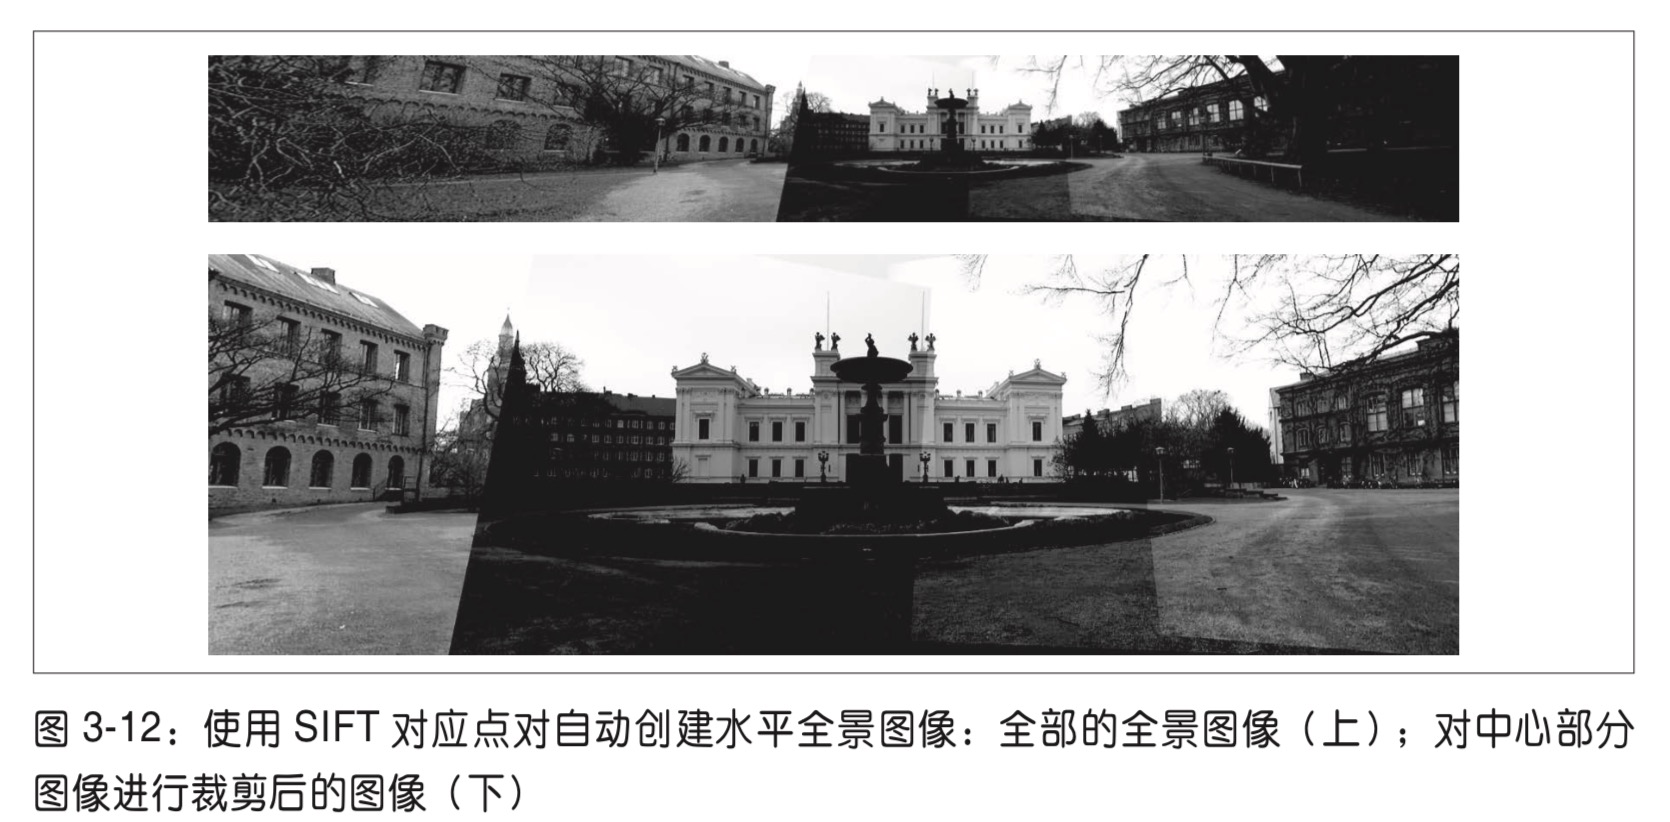 图 3-12：使用 SIFT 对应点对自动创建水平全景图像：全部的全景图像（上）；对中心部分
图像进行裁剪后的图像（下）